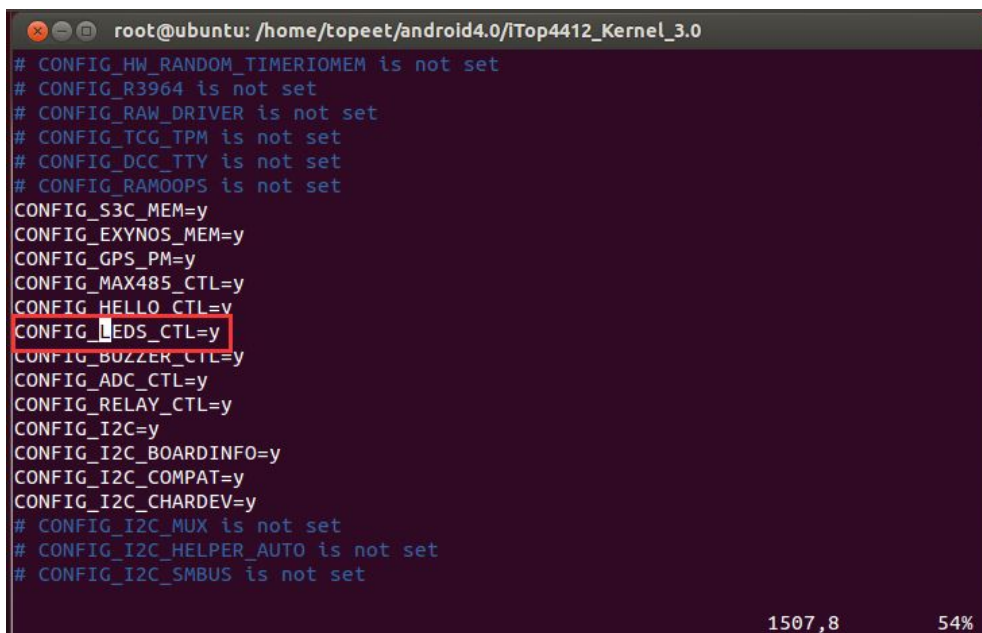 root@ubuntu: /home/topeet/android4.0/iTop4412_Kernel_3.0
# CONFIG_HW_RANDOM_TIMERIOMEM is not set
# CONFIG_R3964 is not set
# CONFIG_RAW_DRIVER is not set
# CONFIG_TCG_TPM is not set
# CONFIG_DCC_TTY is not set
# CONFIG_RAMOOPS is not set
CONFIG_S3C_MEM=y
CONFIG_EXYNOS_MEM=y
CONFIG_GPS_PM=y
CONFIG_MAX485_CTL=y
CONFIG_HELLO_CTL=y
CONFIG_LEDS_CTL=y
CONFIG_BUZZER_CTL=y
CONFIG_ADC_CTL=y
CONFIG_RELAY_CTL=y
CONFIG_I2C=y
CONFIG_I2C_BOARDINFO=y
CONFIG_I2C_COMPAT=y
CONFIG_I2C_CHARDEV=y
# CONFIG_I2C_MUX is not set
# CONFIG_I2C_HELPER_AUTO is not set
# CONFIG_I2C_SMBUS is not set
1507,8 54%